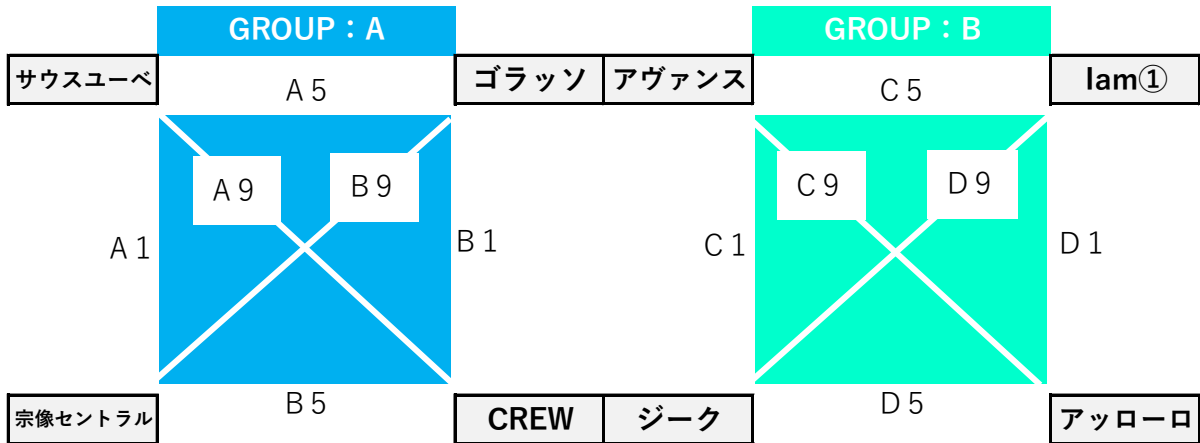 GROUP：A
GROUP：B
サウスユーベ
A5
ゴラッソ
アヴァンス
C5
Iam①
A9
B9
C9
D9
A1
B1
C1
D1
宗像セントラル
B5
CREW
ジーク
D5
アッローロ